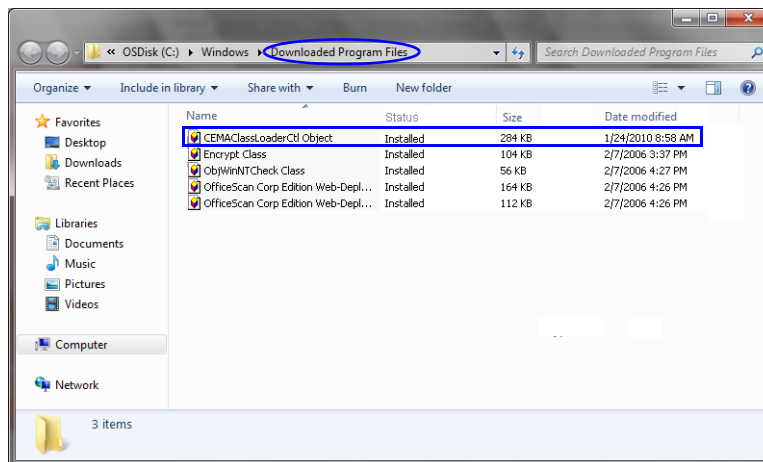 « OSDisk (C:) Windows Downloaded Program Files Search Downloaded Program Files
Organize Include in library Share with Burn New folder
Name Status Size Date modified
CEMAClassLoaderCtl Object Installed 284 KB 1/24/2010 8:58 AM
Encrypt Class Installed 104 KB 2/7/2006 3:37 PM
ObjWinNTCheck Class Installed 56 KB 2/7/2006 4:27 PM
OfficeScan Corp Edition Web-Depl... Installed 164 KB 2/7/2006 4:26 PM
OfficeScan Corp Edition Web-Depl... Installed 112 KB 2/7/2006 4:26 PM
Favorites
Desktop
Downloads
Recent Places
Libraries
Documents
Music
Pictures
Videos
Computer
Network
3 items